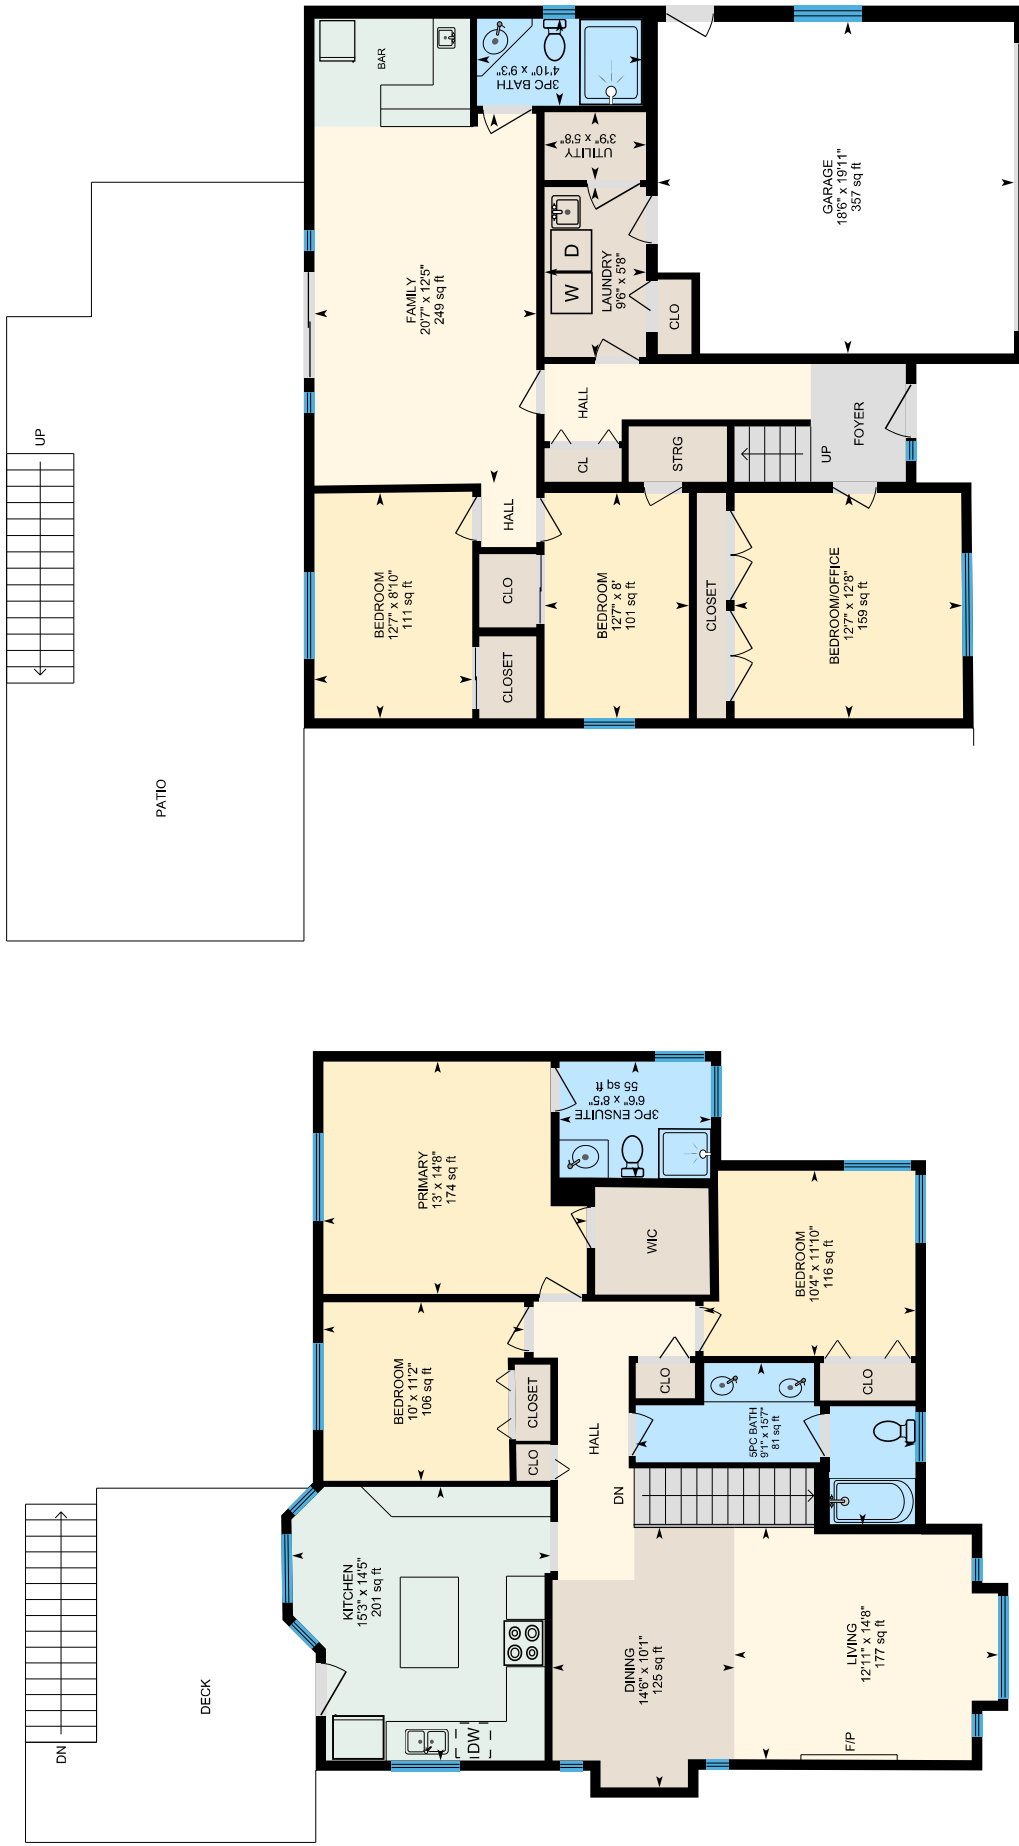 BAR
3PC BATH
4'10" x 9'3"
UTILITY
3'9" x 5'8"
GARAGE
18'6" x 19'11"
357 sq ft
FAMILY
20'7" x 12'5"
249 sq ft
D
W
LAUNDRY
9'6" x 5'8"
CLO
HALL
FOYER
UP
CL
STRG
UP
HALL
BEDROOM
12'7" x 8'10"
111 sq ft
CLO
CLOSET
BEDROOM
12'7" x 8'
101 sq ft
CLOSET
BEDROOM/OFFICE
12'7" x 12'8"
159 sq ft
PATIO
PRIMARY
13' x 14'8"
174 sq ft
3PC ENSUITE
6'6" x 8'5"
55 sq ft
WIC
BEDROOM
10'4" x 11'10"
116 sq ft
BEDROOM
10' x 11'2"
106 sq ft
CLOSET
CLO
HALL
CLO
CLO
5PC BATH
9'1" x 15'7"
81 sq ft
DN
KITCHEN
15'3" x 14'5"
201 sq ft
DW
DINING
14'6" x 10'1"
125 sq ft
LIVING
12'11" x 14'8"
177 sq ft
F/P
DECK
DN